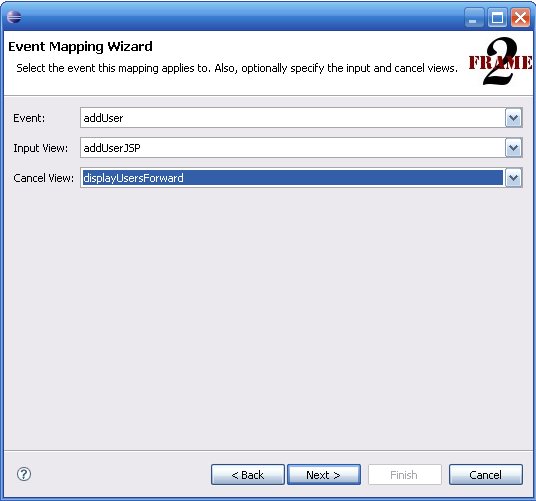 Event Mapping Wizard
Select the event this mapping applies to. Also, optionally specify the input and cancel views.
2
FRAME
Event: addUser
Input View: addUserJSP
Cancel View: displayUsersForward
?
< Back Next > Finish Cancel